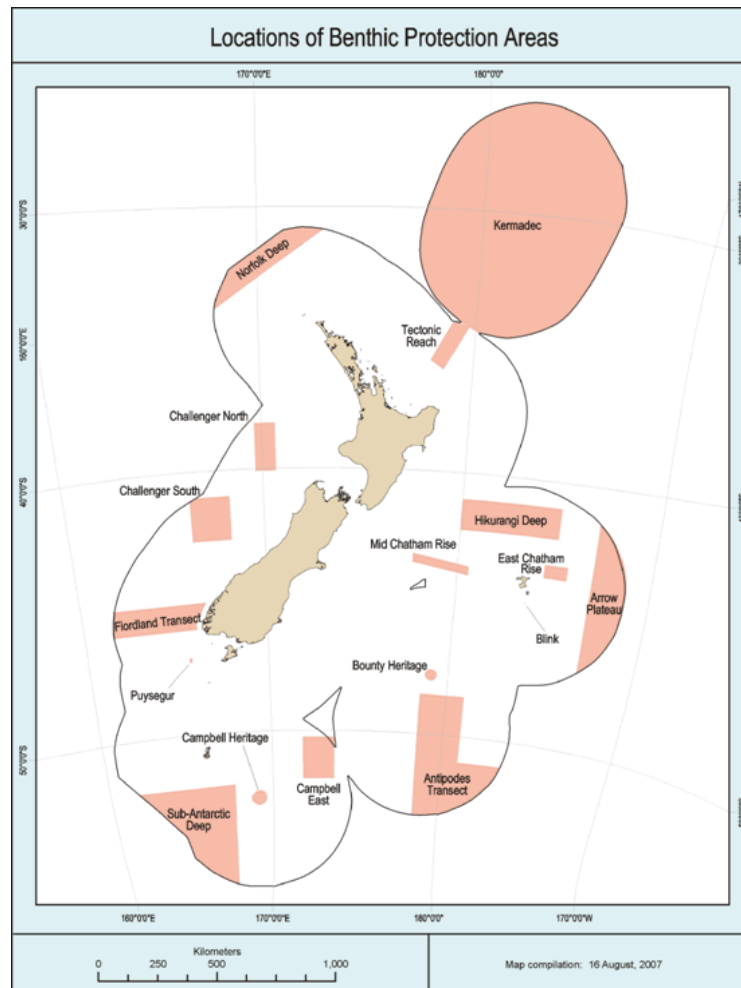 Locations of Benthic Protection Areas
170°0'0"E
180°0'0"
30°0'0"S
Kermadec
Norfolk Deep
Tectonic
Reach
Challenger North
Challenger South
40°0'0"S
Hikurangi Deep
Mid Chatham Rise
East Chatham
Rise
Arrow
Plateau
Fiordland Transect
Blink
Bounty Heritage
Puysegur
Campbell Heritage
50°0'0"S
Campbell
East
Antipodes
Transect
Sub-Antarctic
Deep
160°0'0"E
170°0'0"E
180°0'0"
170°0'0"W
Kilometers
0 250 500 1,000
Map compilation: 16 August, 2007